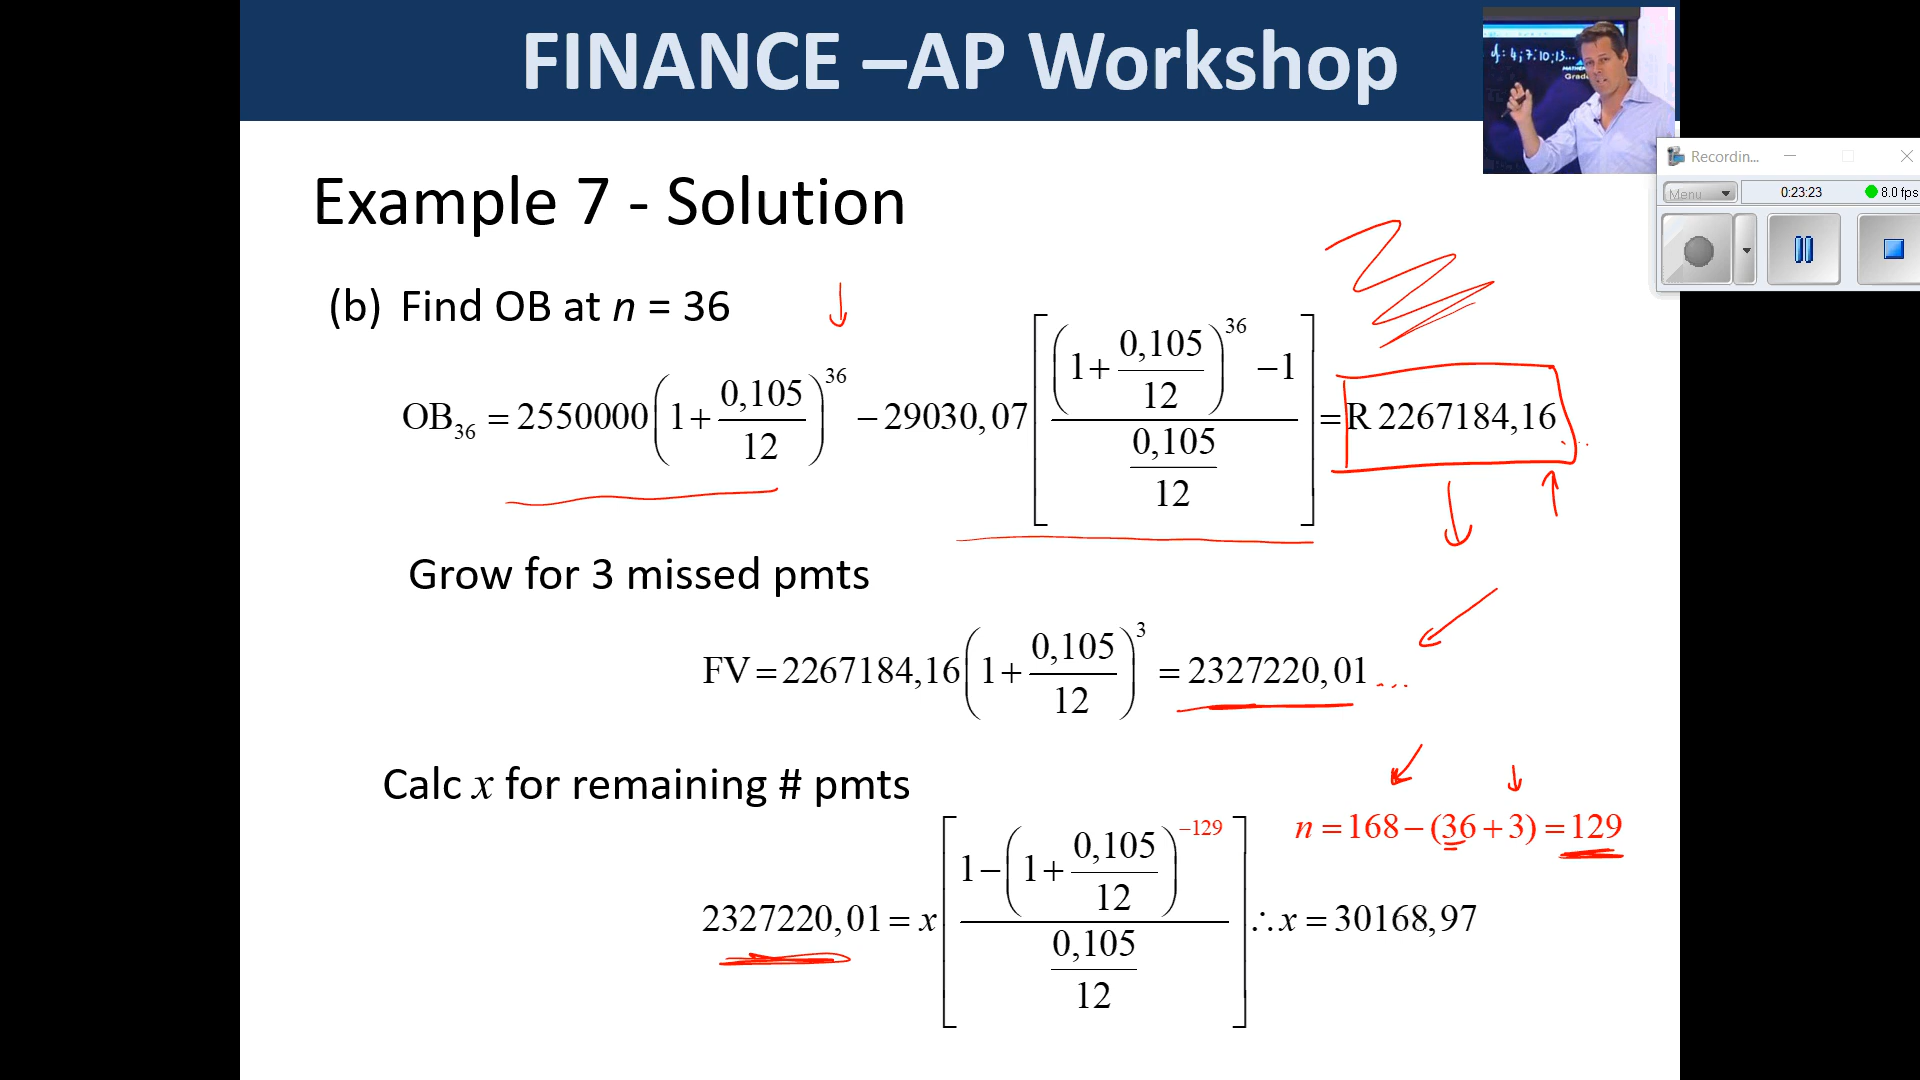 FINANCE –AP Workshop
Recordin...
Menu
0:23:23
8.0 fps
Example 7 - Solution
(b) Find OB at n = 36
OB₃₆ = 2550000(1+0,105/12)^36 − 29030,07[((1+0,105/12)^36 −1)/(0,105/12)] = R 2267184,16
Grow for 3 missed pmts
FV = 2267184,16(1+0,105/12)^3 = 2327220,01...
Calc x for remaining # pmts
n = 168 − (36 + 3) = 129
2327220,01 = x[(1−(1+0,105/12)^−129)/(0,105/12)] ∴ x = 30168,97